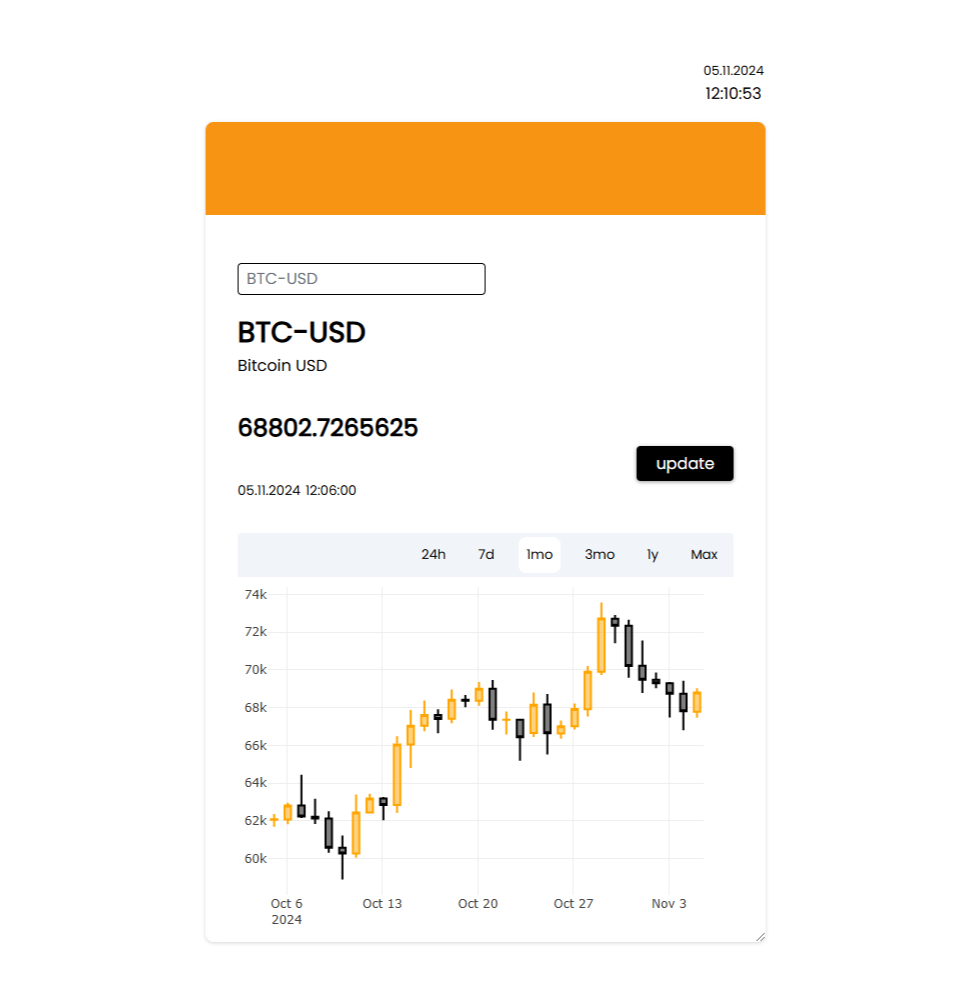 05.11.2024
12:10:53
BTC-USD
BTC-USD
Bitcoin USD
68802.7265625
update
05.11.2024 12:06:00
24h 7d 1mo 3mo 1y Max
74k
72k
70k
68k
66k
64k
62k
60k
Oct 6 Oct 13 Oct 20 Oct 27 Nov 3
2024